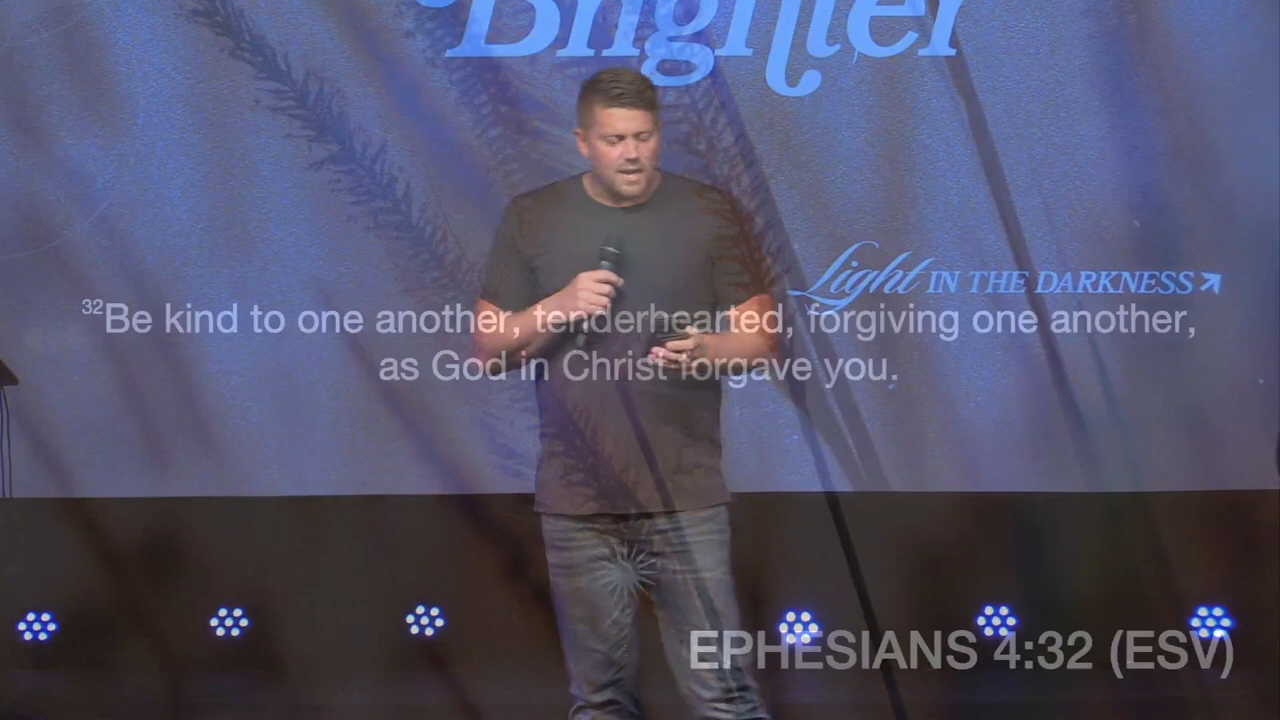 Brighter
Light IN THE DARKNESS
32Be kind to one another, tenderhearted, forgiving one another,
as God in Christ forgave you.
EPHESIANS 4:32 (ESV)